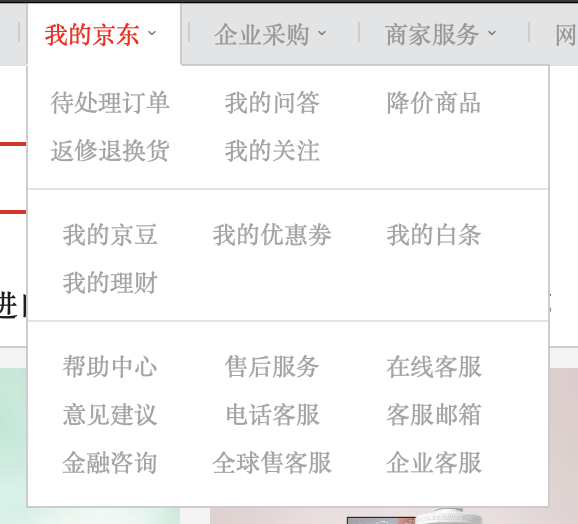 我的京东 企业采购 商家服务 网
待处理订单 我的问答 降价商品
返修退换货 我的关注
我的京豆 我的优惠劵 我的白条
我的理财
进
帮助中心 售后服务 在线客服
意见建议 电话客服 客服邮箱
金融咨询 全球售客服 企业客服